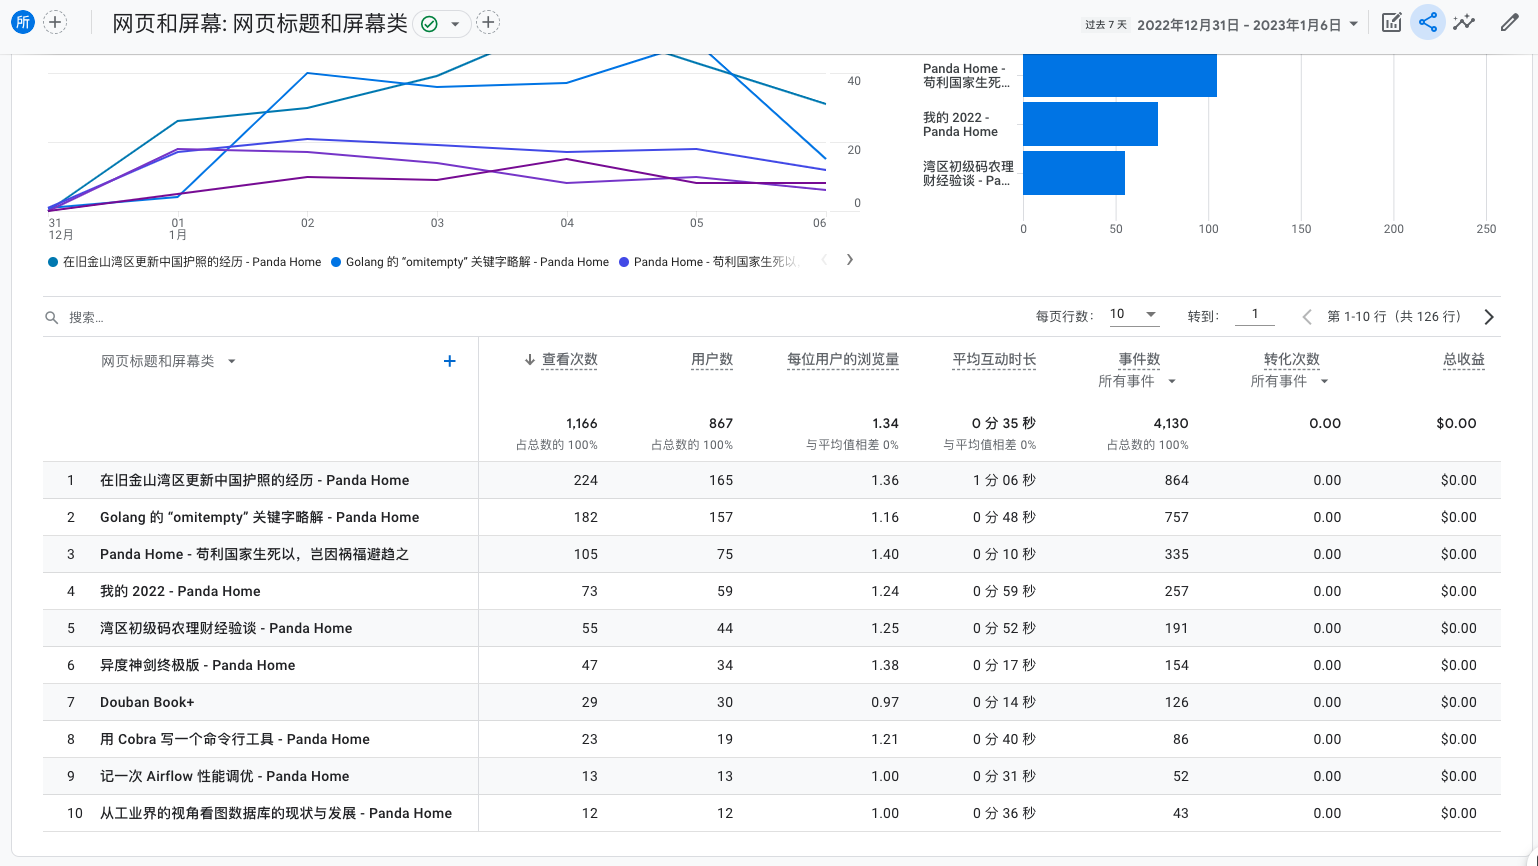 所 网页和屏幕: 网页标题和屏幕类 过去 7 天 2022年12月31日 - 2023年1月6日
40
20
0
31
12月
01
1月
02
03
04
05
06
在旧金山湾区更新中国护照的经历 - Panda Home Golang 的 “omitempty” 关键字略解 - Panda Home Panda Home - 苟利国家生死以
Panda Home -
苟利国家生死…
我的 2022 -
Panda Home
湾区初级码农理
财经验谈 - Pa...
0 50 100 150 200 250
搜索… 每页行数: 10 转到: 1 第 1-10 行（共 126 行）
网页标题和屏幕类 查看次数 用户数 每位用户的浏览量 平均互动时长 事件数 转化次数 总收益
所有事件 所有事件
1,166 867 1.34 0 分 35 秒 4,130 0.00 $0.00
占总数的 100% 占总数的 100% 与平均值相差 0% 与平均值相差 0% 占总数的 100%
1 在旧金山湾区更新中国护照的经历 - Panda Home 224 165 1.36 1 分 06 秒 864 0.00 $0.00
2 Golang 的 “omitempty” 关键字略解 - Panda Home 182 157 1.16 0 分 48 秒 757 0.00 $0.00
3 Panda Home - 苟利国家生死以，岂因祸福避趋之 105 75 1.40 0 分 10 秒 335 0.00 $0.00
4 我的 2022 - Panda Home 73 59 1.24 0 分 59 秒 257 0.00 $0.00
5 湾区初级码农理财经验谈 - Panda Home 55 44 1.25 0 分 52 秒 191 0.00 $0.00
6 异度神剑终极版 - Panda Home 47 34 1.38 0 分 17 秒 154 0.00 $0.00
7 Douban Book+ 29 30 0.97 0 分 14 秒 126 0.00 $0.00
8 用 Cobra 写一个命令行工具 - Panda Home 23 19 1.21 0 分 40 秒 86 0.00 $0.00
9 记一次 Airflow 性能调优 - Panda Home 13 13 1.00 0 分 31 秒 52 0.00 $0.00
10 从工业界的视角看图数据库的现状与发展 - Panda Home 12 12 1.00 0 分 36 秒 43 0.00 $0.00